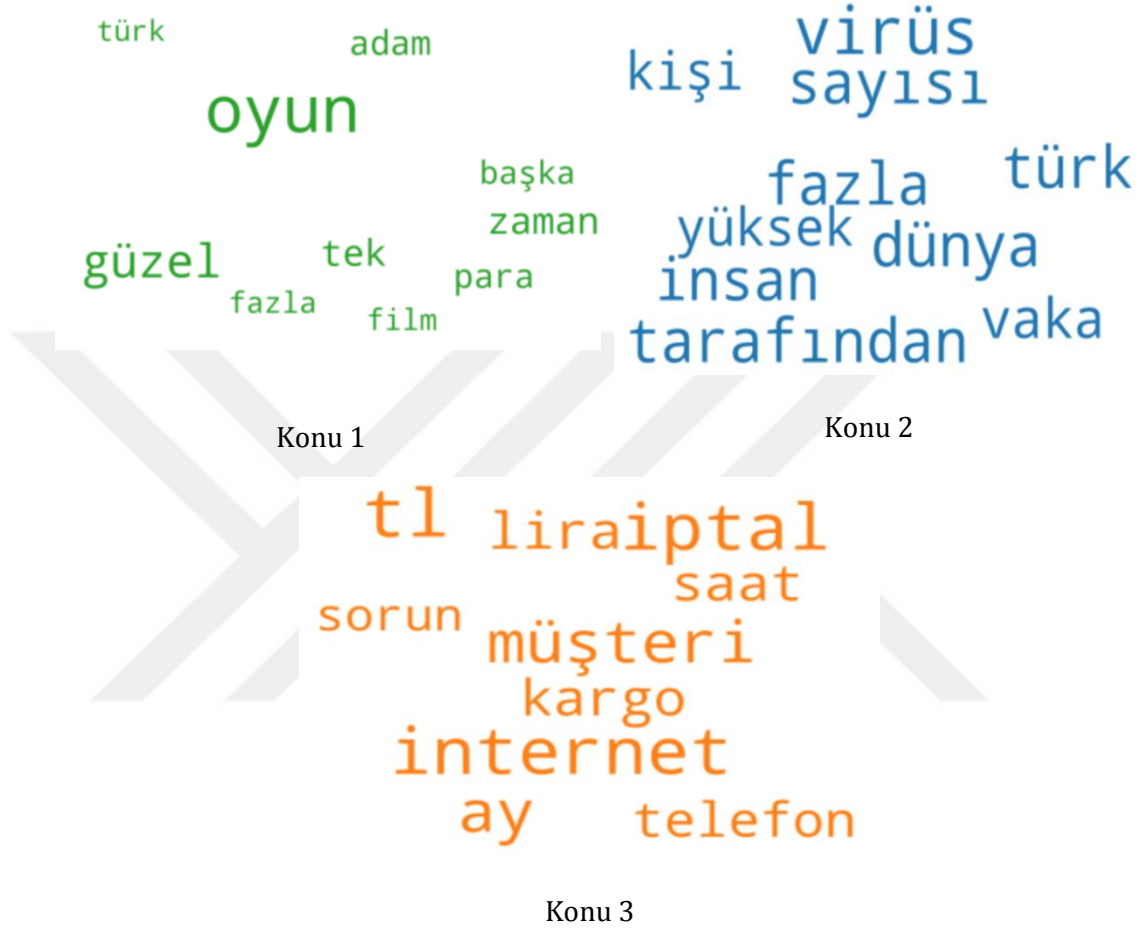 türk
adam
oyun
başka
zaman
güzel
tek
para
fazla
film
Konu 1
virüs
kişi
sayısı
türk
fazla
yüksek
dünya
insan
vaka
tarafından
Konu 2
tl
lira
iptal
saat
sorun
müşteri
kargo
internet
ay
telefon
Konu 3